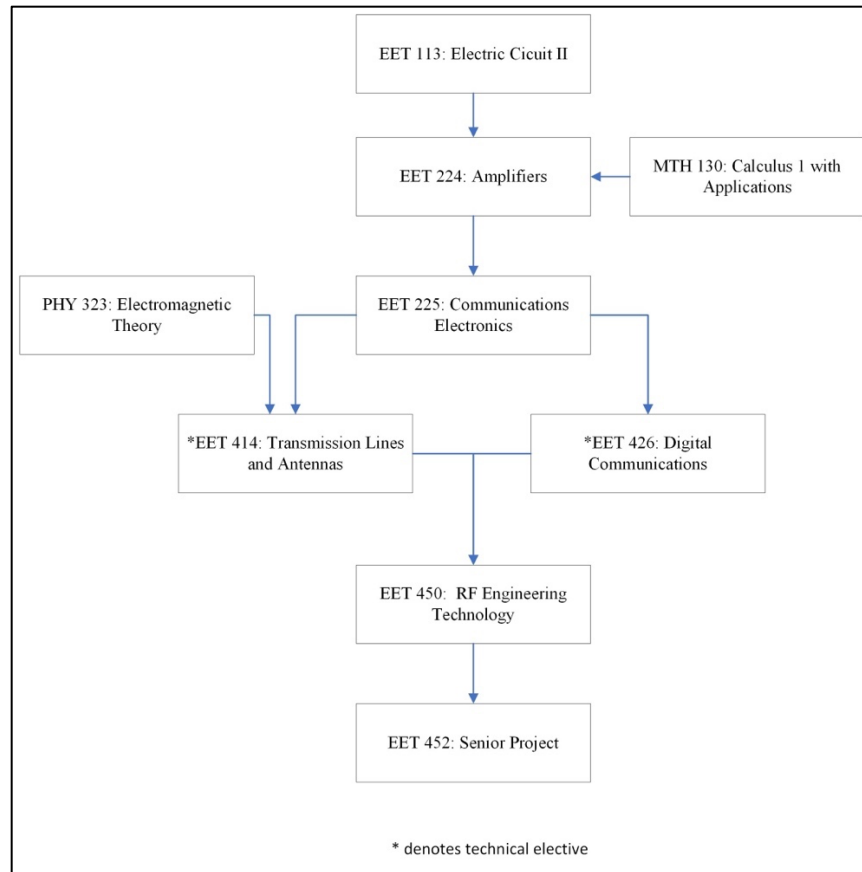 EET 113: Electric Cicuit II
EET 224: Amplifiers
MTH 130: Calculus 1 with
Applications
PHY 323: Electromagnetic
Theory
EET 225: Communications
Electronics
*EET 414: Transmission Lines
and Antennas
*EET 426: Digital
Communications
EET 450:  RF Engineering
Technology
EET 452: Senior Project
* denotes technical elective